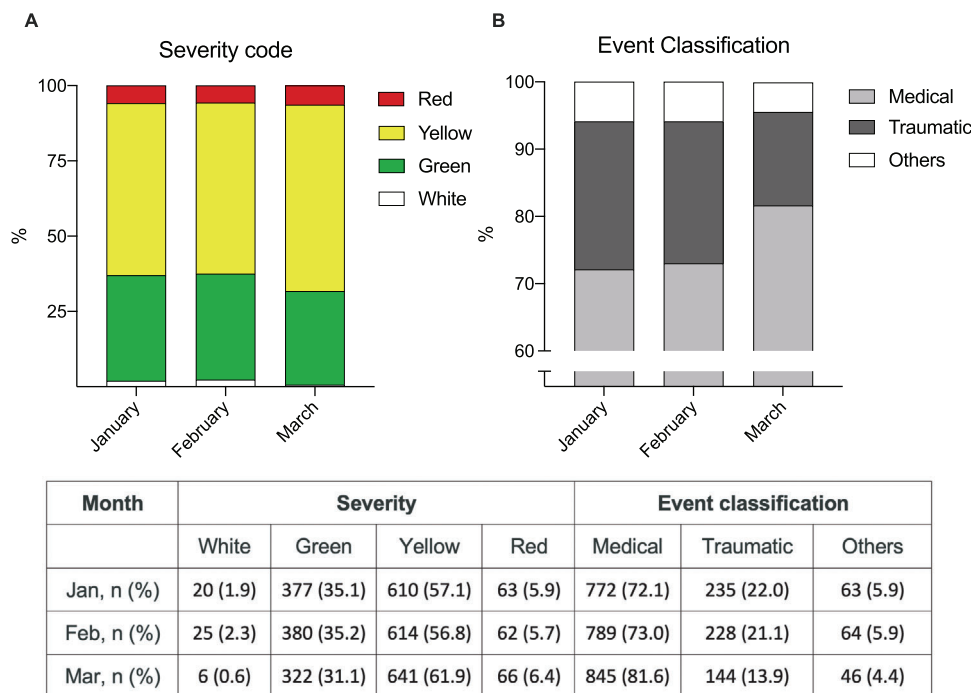 A
Severity code
100
75
50
25
%
January
February
March
Red
Yellow
Green
White
B
Event Classification
100
90
80
70
60
%
January
February
March
Medical
Traumatic
Others
Month Severity Event classification
White Green Yellow Red Medical Traumatic Others
Jan, n (%) 20 (1.9) 377 (35.1) 610 (57.1) 63 (5.9) 772 (72.1) 235 (22.0) 63 (5.9)
Feb, n (%) 25 (2.3) 380 (35.2) 614 (56.8) 62 (5.7) 789 (73.0) 228 (21.1) 64 (5.9)
Mar, n (%) 6 (0.6) 322 (31.1) 641 (61.9) 66 (6.4) 845 (81.6) 144 (13.9) 46 (4.4)